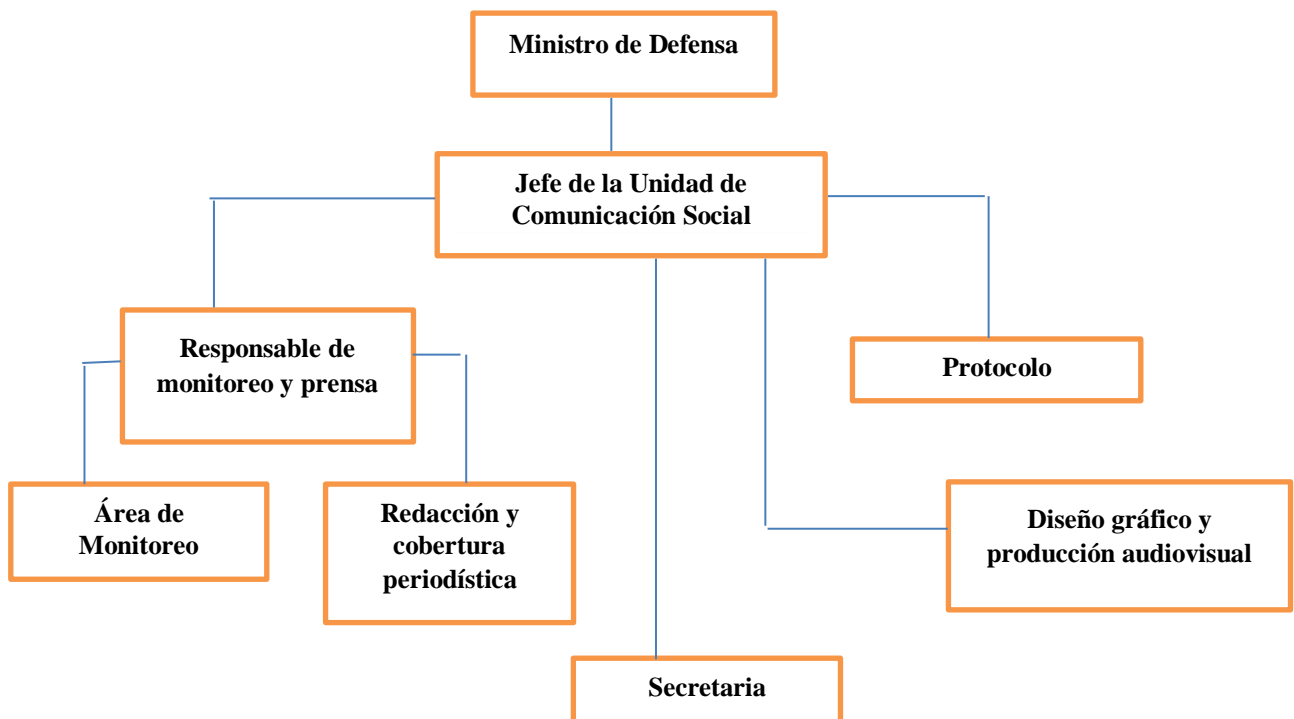 Ministro de Defensa
Jefe de la Unidad de
Comunicación Social
Responsable de
monitoreo y prensa
Protocolo
Área de
Monitoreo
Redacción y
cobertura
periodística
Diseño gráfico y
producción audiovisual
Secretaria